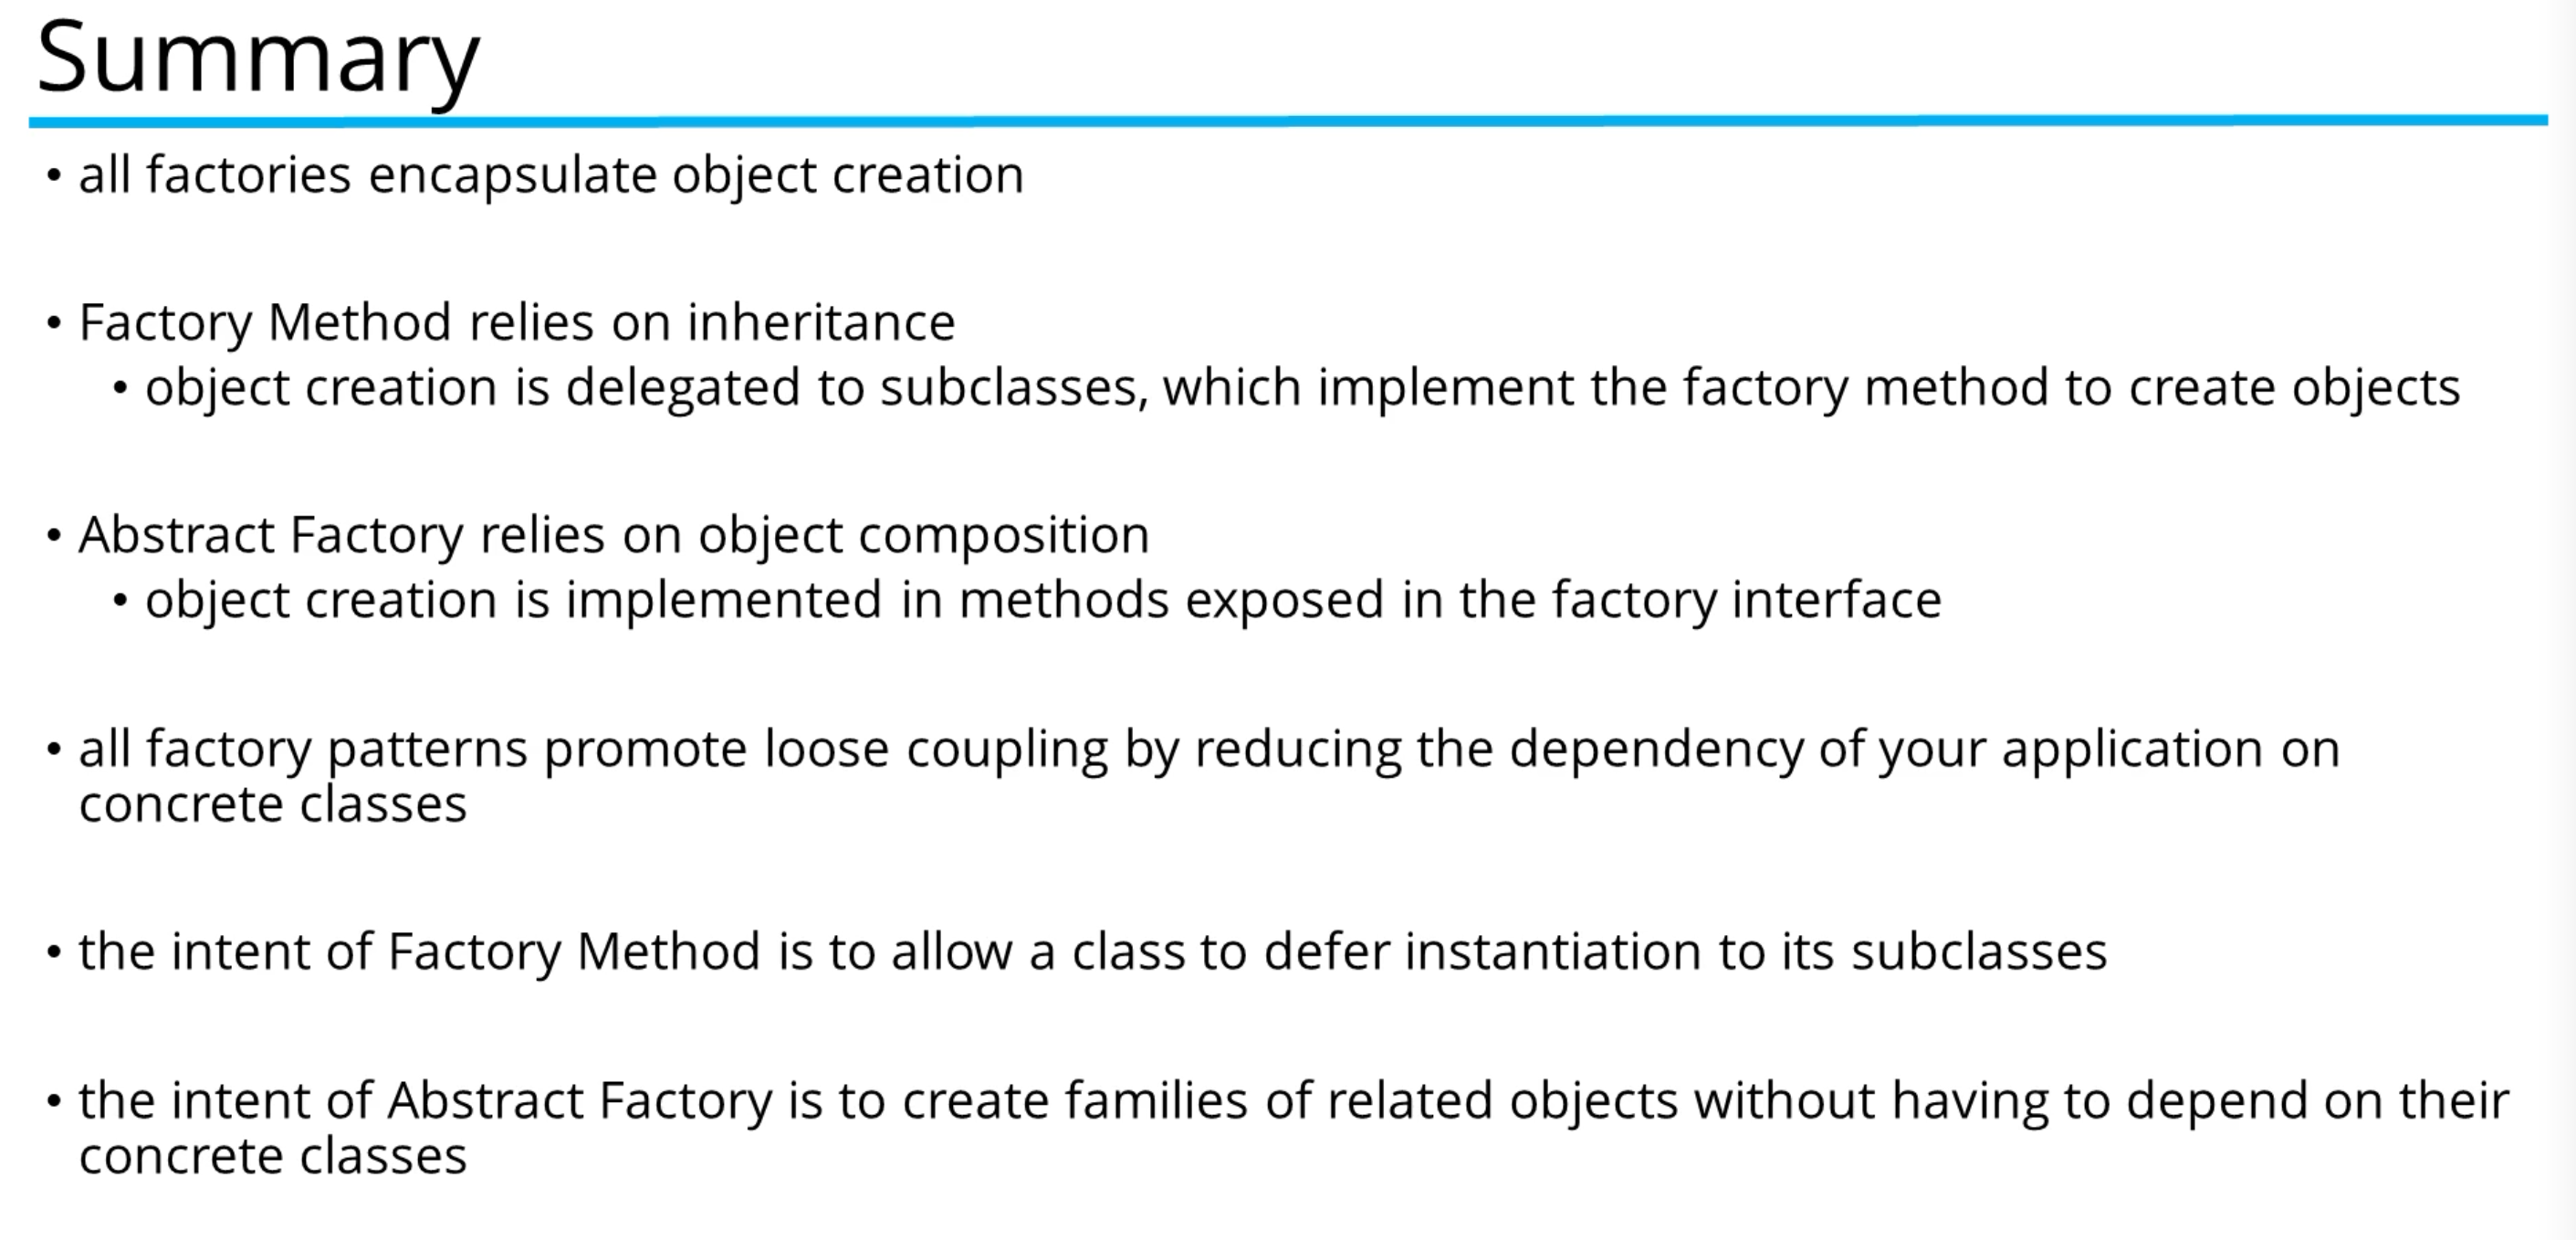 Summary
• all factories encapsulate object creation
• Factory Method relies on inheritance
• object creation is delegated to subclasses, which implement the factory method to create objects
• Abstract Factory relies on object composition
• object creation is implemented in methods exposed in the factory interface
• all factory patterns promote loose coupling by reducing the dependency of your application on
concrete classes
• the intent of Factory Method is to allow a class to defer instantiation to its subclasses
• the intent of Abstract Factory is to create families of related objects without having to depend on their
concrete classes